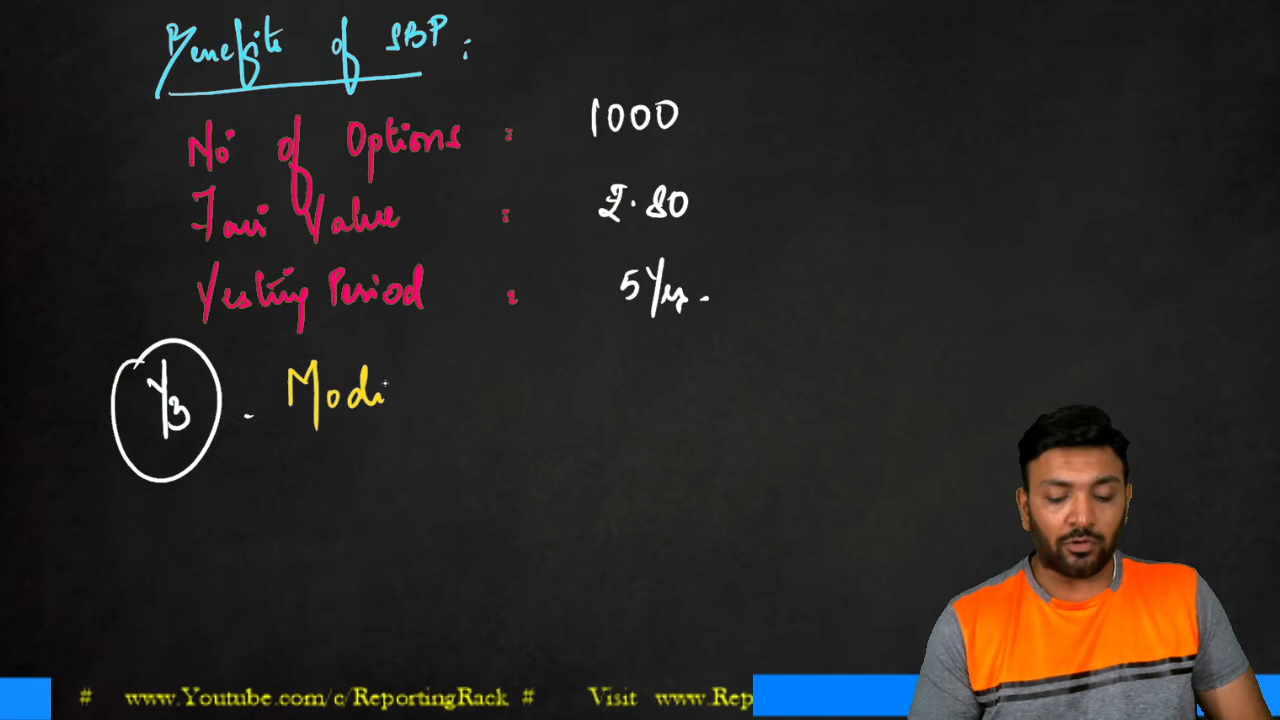 Benefits of SBP :
No of Options : 1000
Fair Value : ₹.80
Vesting Period : 5 Yrs.
Y3 . Modi
# www.Youtube.com/c/ReportingRack # Visit www.Rep